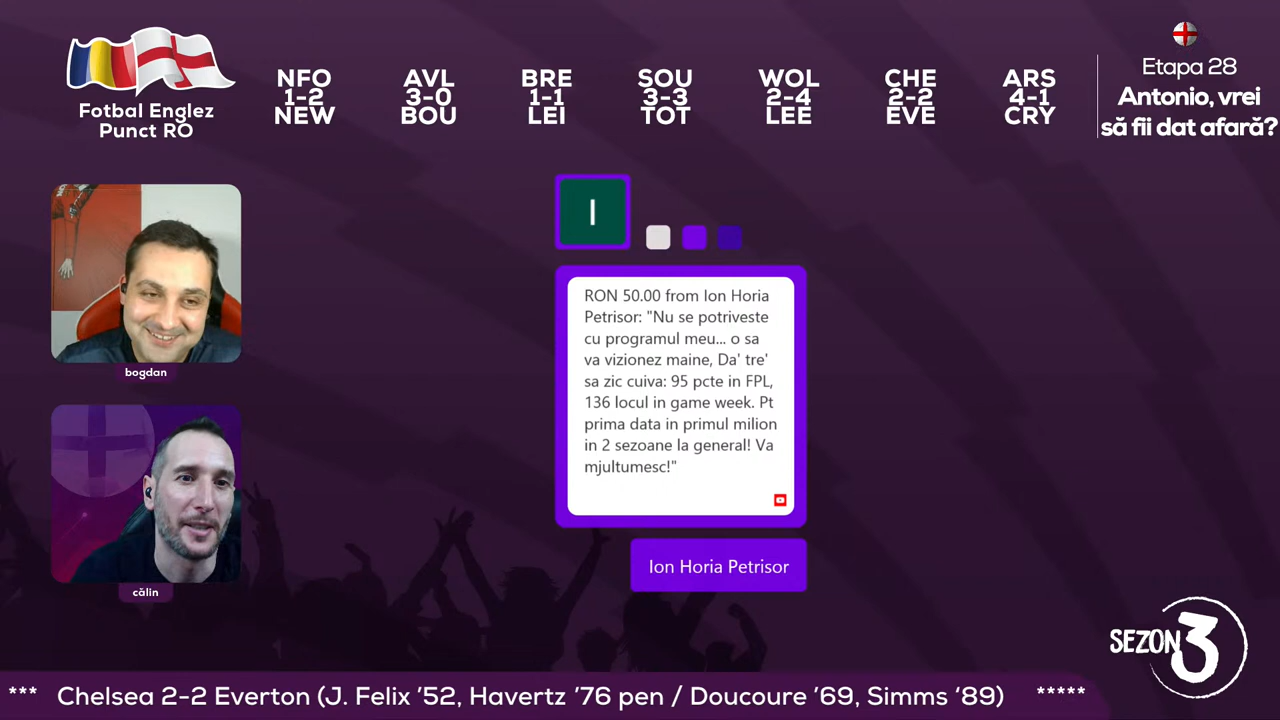 Fotbal Englez
Punct RO
NFO
1-2
NEW
AVL
3-0
BOU
BRE
1-1
LEI
SOU
3-3
TOT
WOL
2-4
LEE
CHE
2-2
EVE
ARS
4-1
CRY
Etapa 28
Antonio, vrei
să fii dat afară?
bogdan
călin
I
RON 50.00 from Ion Horia
Petrisor: "Nu se potriveste
cu programul meu... o sa
va vizionez maine, Da' tre'
sa zic cuiva: 95 pcte in FPL,
136 locul in game week. Pt
prima data in primul milion
in 2 sezoane la general! Va
mjultumesc!"
Ion Horia Petrisor
SEZON 3
*** Chelsea 2-2 Everton (J. Felix '52, Havertz '76 pen / Doucoure '69, Simms '89) *****